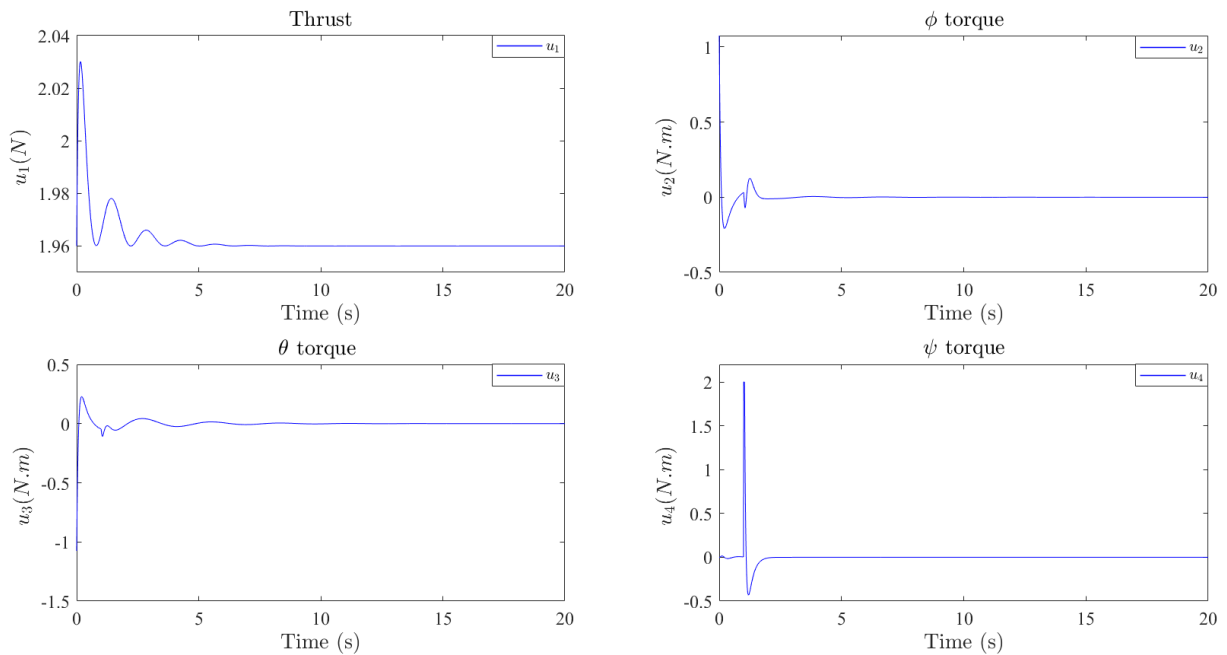 Thrust
u₁
2.04
2.02
2
1.98
1.96
u₁(N)
0 5 10 15 20
Time (s)
ϕ torque
u₂
1
0.5
0
-0.5
u₂(N.m)
0 5 10 15 20
Time (s)
θ torque
u₃
0.5
0
-0.5
-1
-1.5
u₃(N.m)
0 5 10 15 20
Time (s)
ψ torque
u₄
2
1.5
1
0.5
0
-0.5
u₄(N.m)
0 5 10 15 20
Time (s)